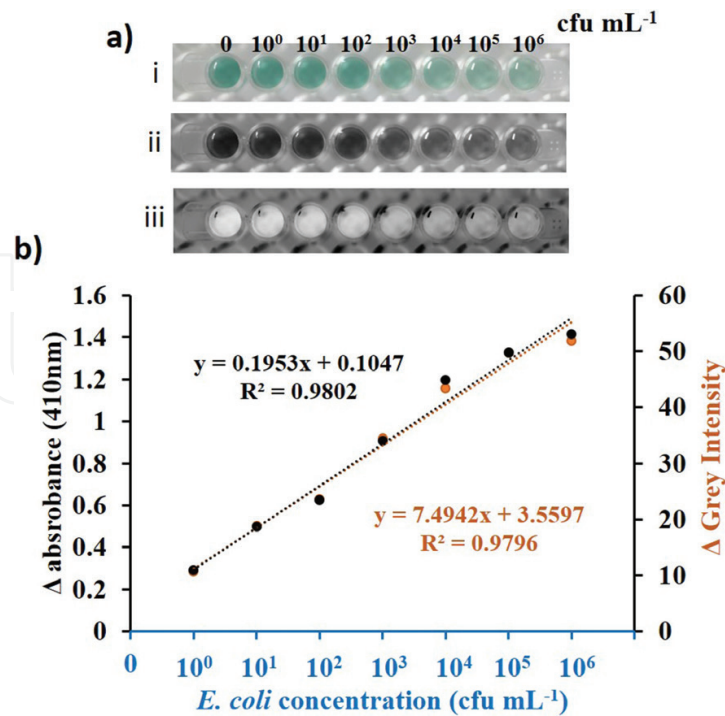 a)
0 10⁰ 10¹ 10² 10³ 10⁴ 10⁵ 10⁶ cfu mL⁻¹
i
ii
iii
b)
1.6
1.4
1.2
1
0.8
0.6
0.4
0.2
0
Δ absrobance (410nm)
y = 0.1953x + 0.1047
R² = 0.9802
y = 7.4942x + 3.5597
R² = 0.9796
60
50
40
30
20
10
0
Δ Grey Intensity
0 10⁰ 10¹ 10² 10³ 10⁴ 10⁵ 10⁶
E. coli concentration (cfu mL⁻¹)